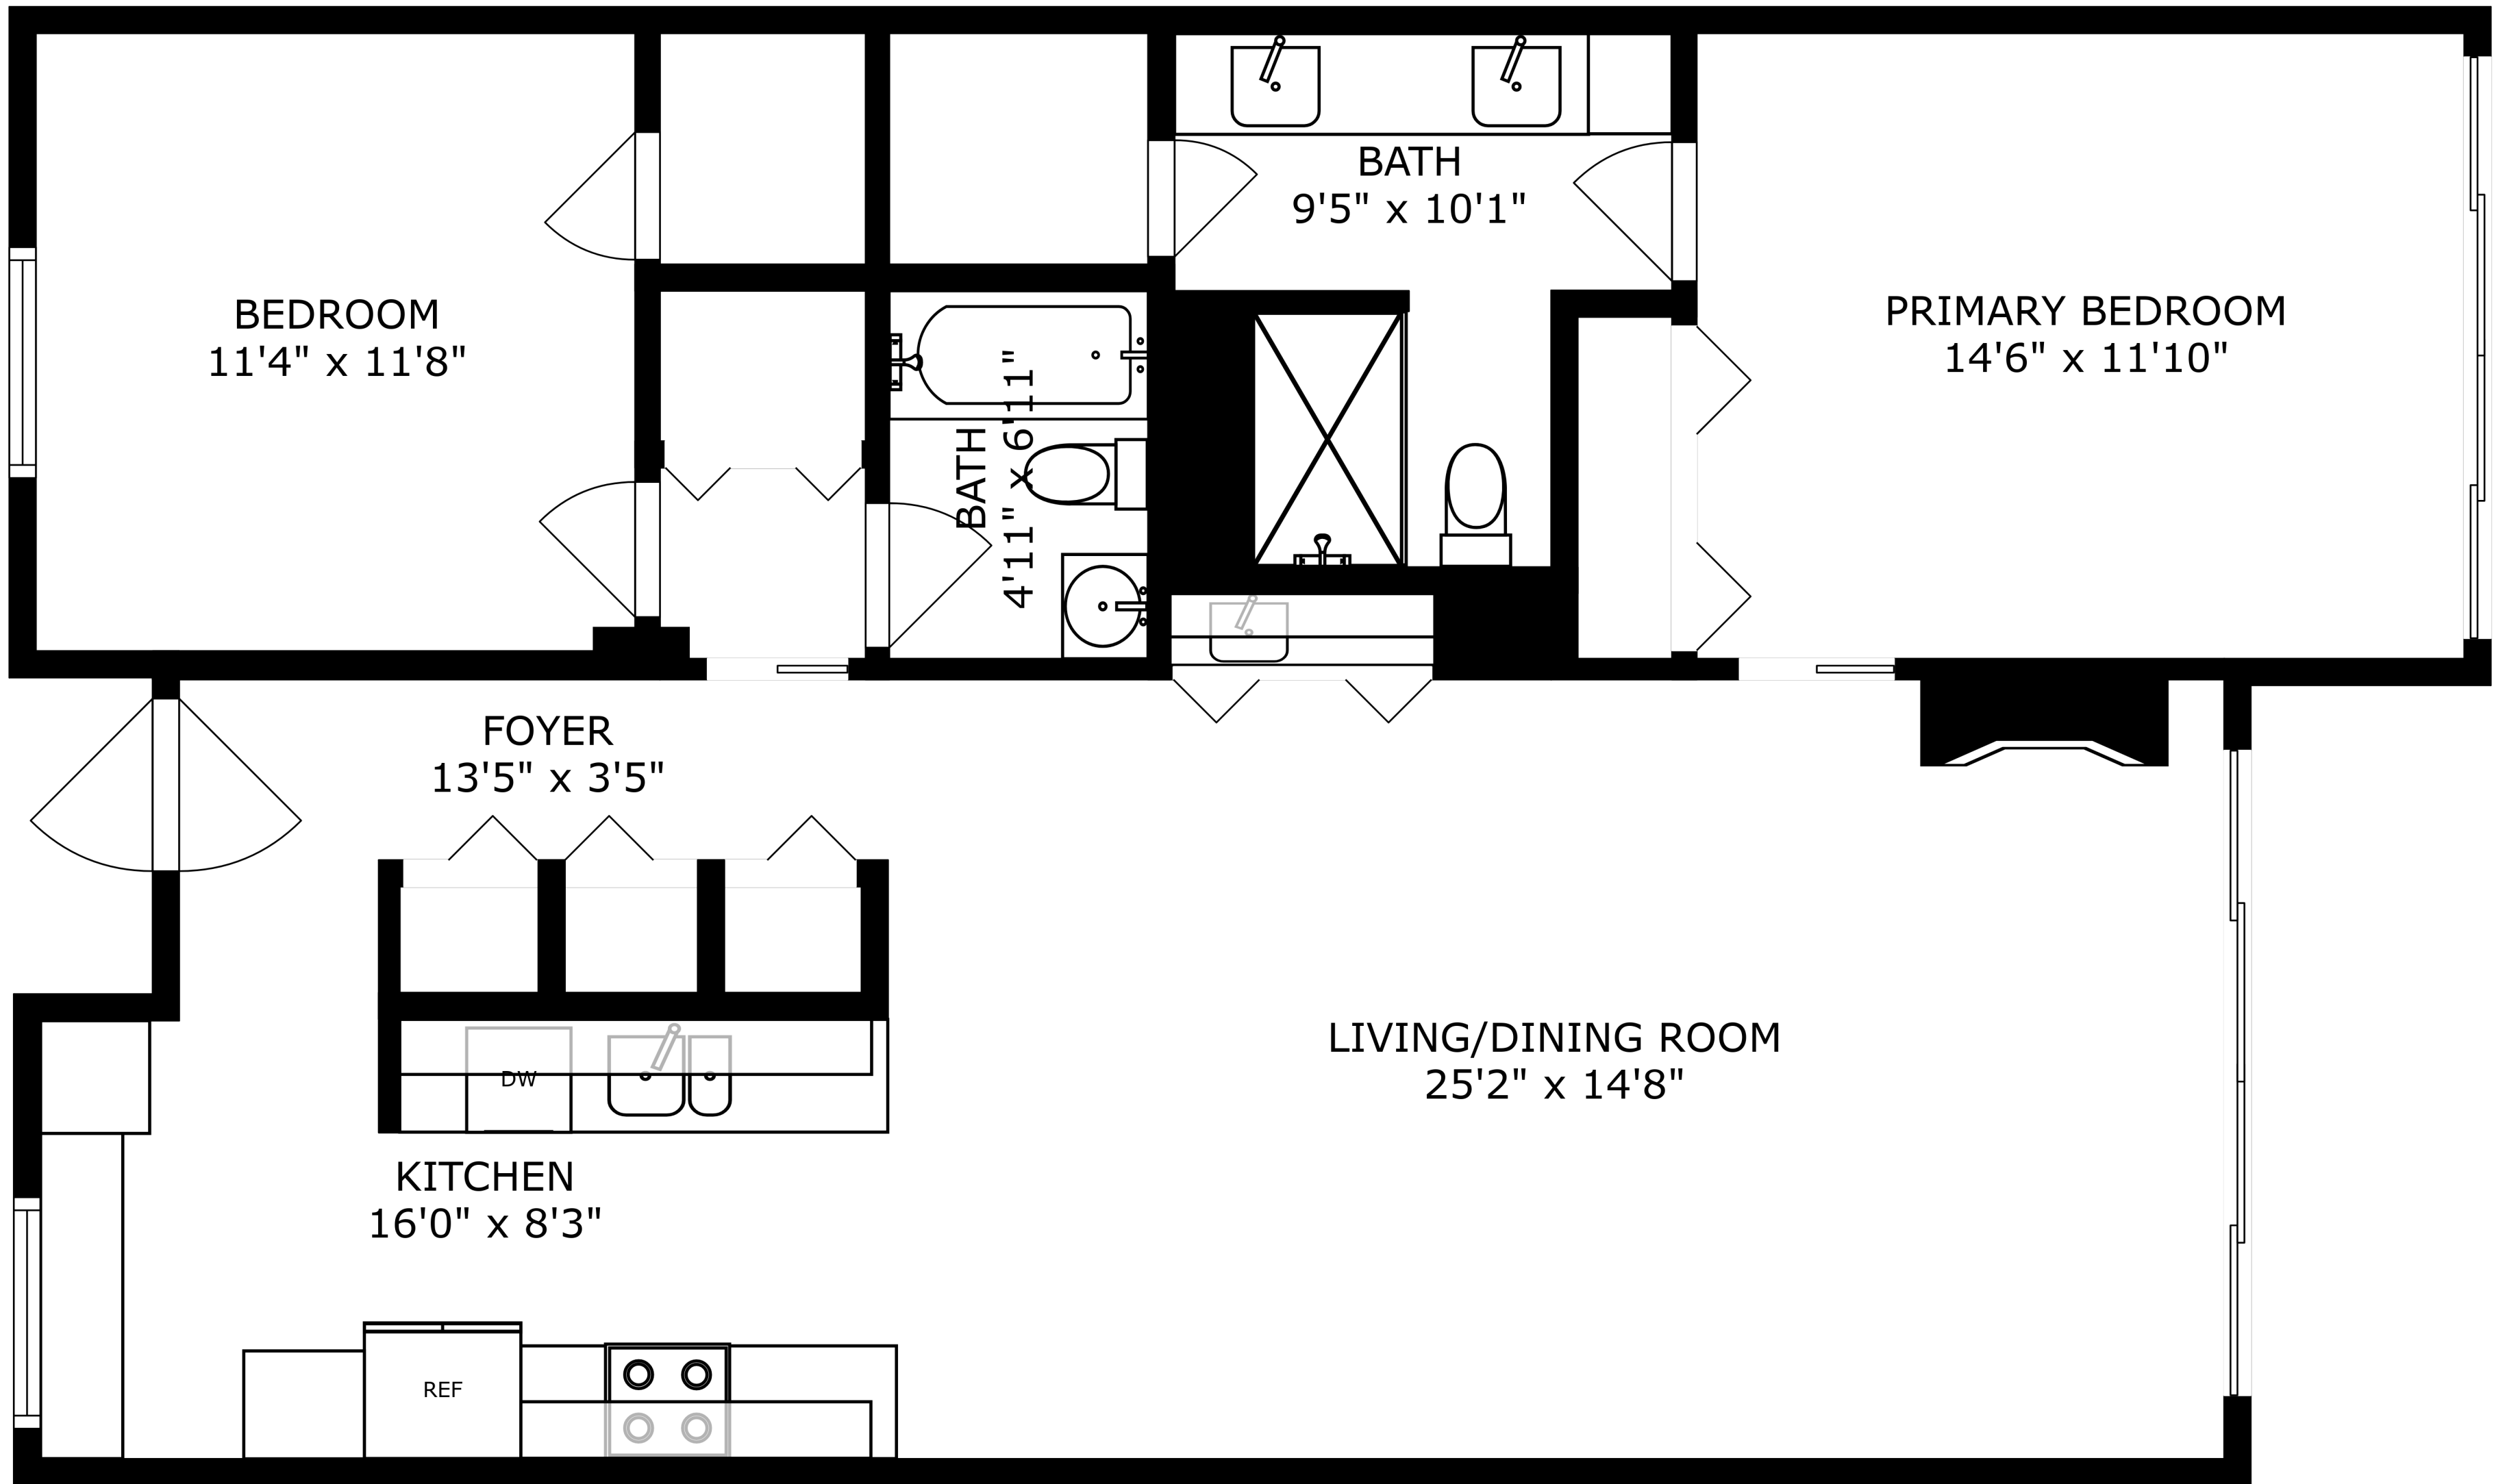 BATH
9'5" x 10'1"
BEDROOM
11'4" x 11'8"
PRIMARY BEDROOM
14'6" x 11'10"
BATH
4'11" x 6'11"
FOYER
13'5" x 3'5"
LIVING/DINING ROOM
25'2" x 14'8"
DW
KITCHEN
16'0" x 8'3"
REF